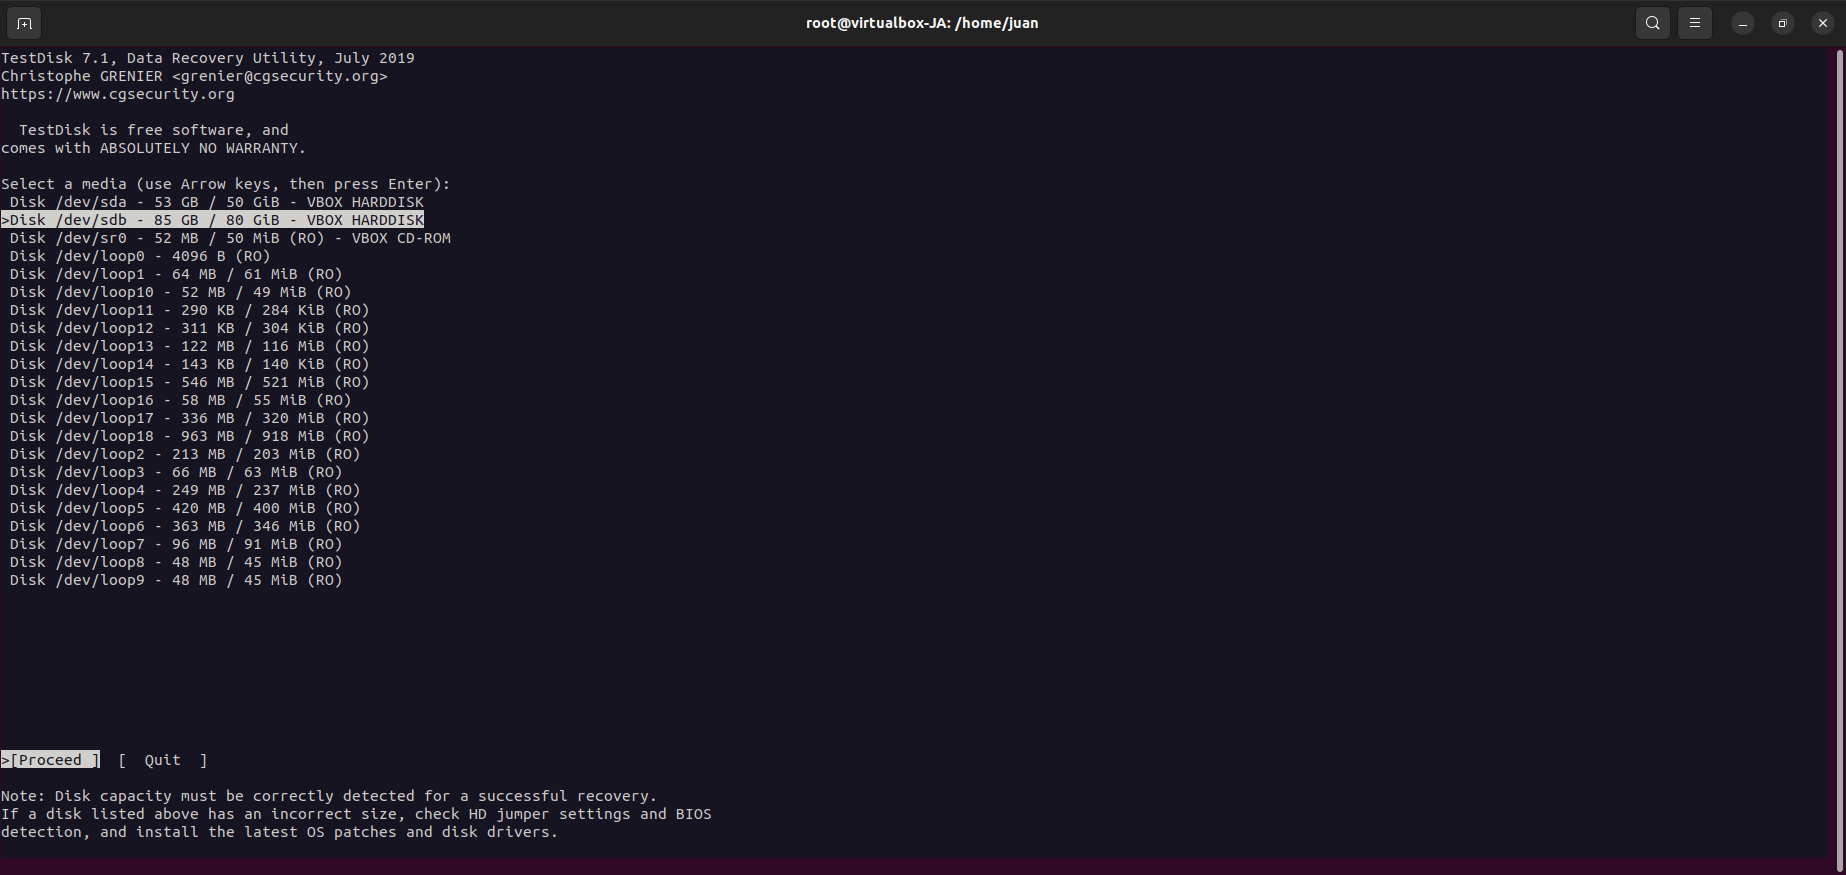 root@virtualbox-JA: /home/juan
TestDisk 7.1, Data Recovery Utility, July 2019
Christophe GRENIER <grenier@cgsecurity.org>
https://www.cgsecurity.org
TestDisk is free software, and
comes with ABSOLUTELY NO WARRANTY.
Select a media (use Arrow keys, then press Enter):
Disk /dev/sda - 53 GB / 50 GiB - VBOX HARDDISK
>Disk /dev/sdb - 85 GB / 80 GiB - VBOX HARDDISK
Disk /dev/sr0 - 52 MB / 50 MiB (RO) - VBOX CD-ROM
Disk /dev/loop0 - 4096 B (RO)
Disk /dev/loop1 - 64 MB / 61 MiB (RO)
Disk /dev/loop10 - 52 MB / 49 MiB (RO)
Disk /dev/loop11 - 290 KB / 284 KiB (RO)
Disk /dev/loop12 - 311 KB / 304 KiB (RO)
Disk /dev/loop13 - 122 MB / 116 MiB (RO)
Disk /dev/loop14 - 143 KB / 140 KiB (RO)
Disk /dev/loop15 - 546 MB / 521 MiB (RO)
Disk /dev/loop16 - 58 MB / 55 MiB (RO)
Disk /dev/loop17 - 336 MB / 320 MiB (RO)
Disk /dev/loop18 - 963 MB / 918 MiB (RO)
Disk /dev/loop2 - 213 MB / 203 MiB (RO)
Disk /dev/loop3 - 66 MB / 63 MiB (RO)
Disk /dev/loop4 - 249 MB / 237 MiB (RO)
Disk /dev/loop5 - 420 MB / 400 MiB (RO)
Disk /dev/loop6 - 363 MB / 346 MiB (RO)
Disk /dev/loop7 - 96 MB / 91 MiB (RO)
Disk /dev/loop8 - 48 MB / 45 MiB (RO)
Disk /dev/loop9 - 48 MB / 45 MiB (RO)
>[Proceed ]  [  Quit  ]
Note: Disk capacity must be correctly detected for a successful recovery.
If a disk listed above has an incorrect size, check HD jumper settings and BIOS
detection, and install the latest OS patches and disk drivers.